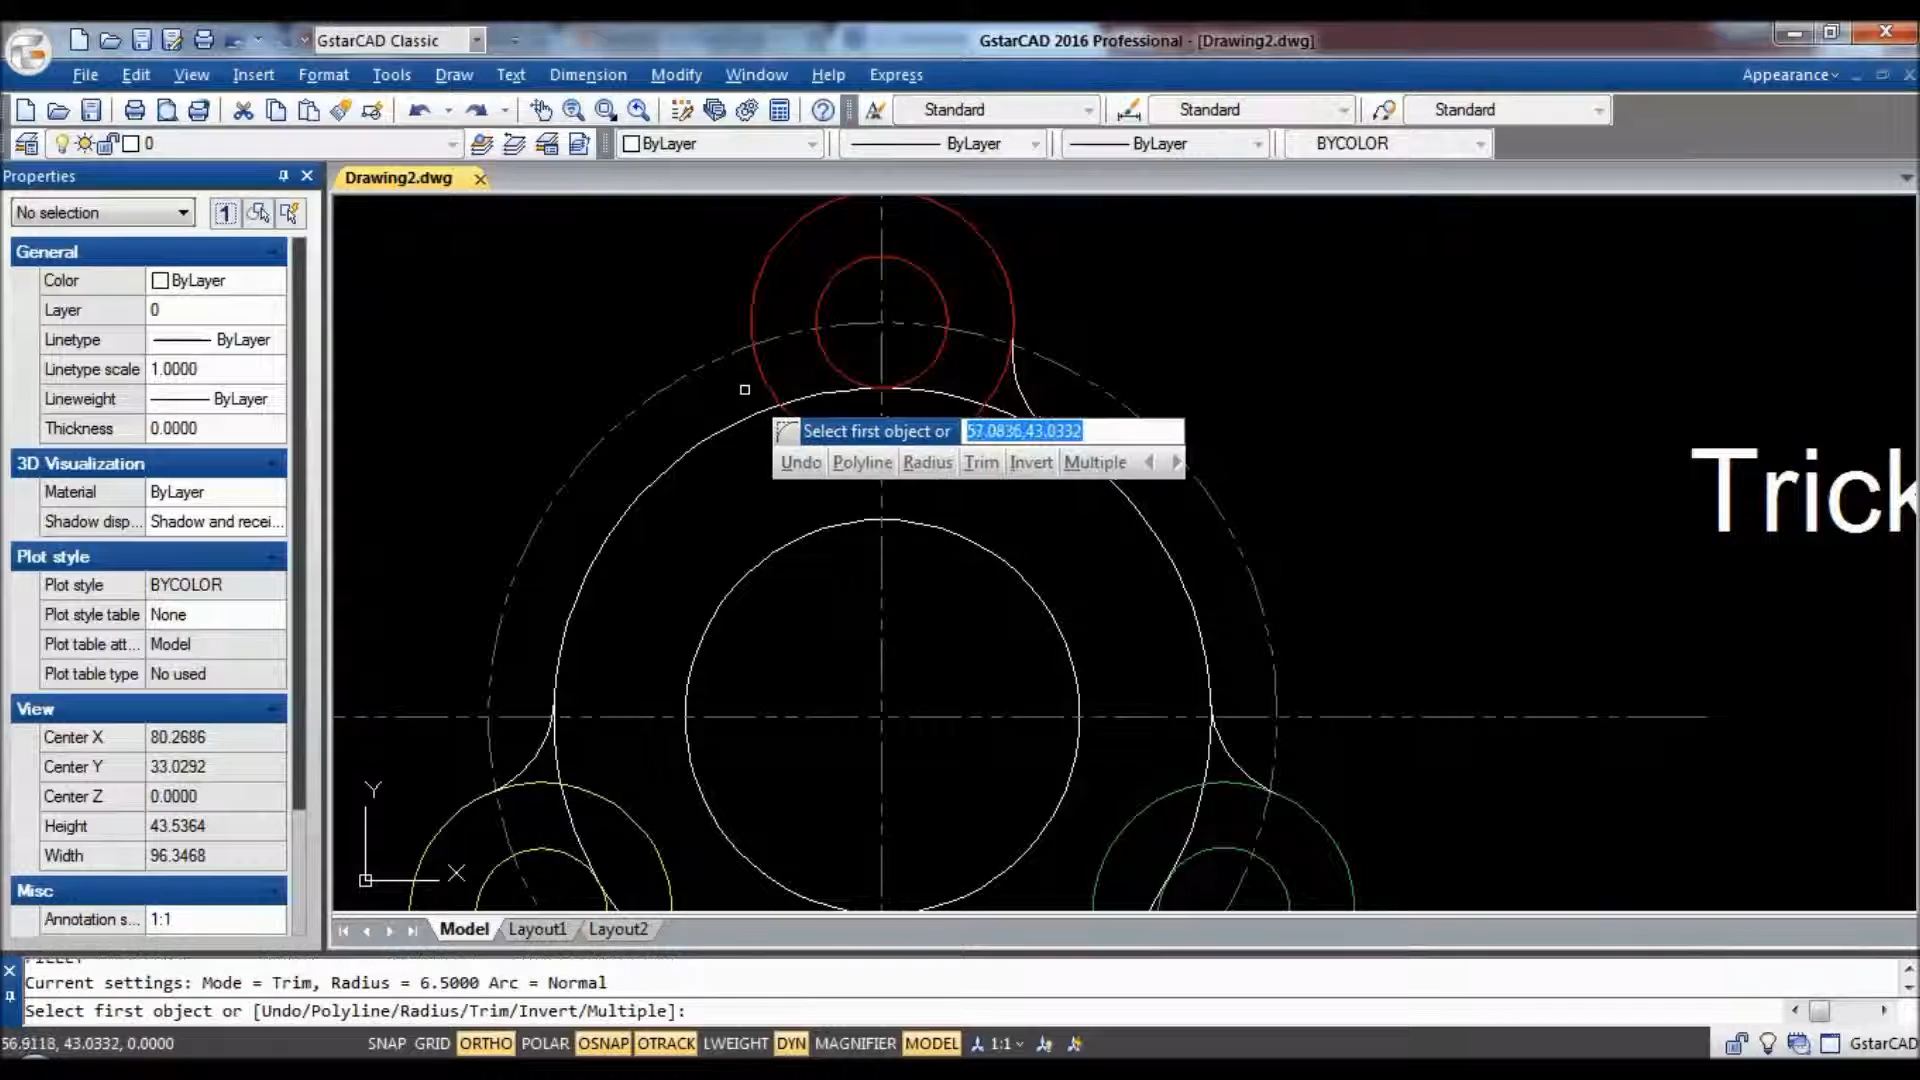 GstarCAD Classic
GstarCAD 2016 Professional - [Drawing2.dwg]
File Edit View Insert Format Tools Draw Text Dimension Modify Window Help Express Appearance
Standard Standard Standard
0 ByLayer ByLayer ByLayer BYCOLOR
Properties
Drawing2.dwg
No selection
1
General
Color ByLayer
Layer 0
Linetype ByLayer
Linetype scale 1.0000
Lineweight ByLayer
Thickness 0.0000
3D Visualization
Material ByLayer
Shadow disp... Shadow and recei...
Plot style
Plot style BYCOLOR
Plot style table None
Plot table att... Model
Plot table type No used
View
Center X 80.2686
Center Y 33.0292
Center Z 0.0000
Height 43.5364
Width 96.3468
Misc
Annotation s... 1:1
Select first object or 57.0836,43.0332
Undo Polyline Radius Trim Invert Multiple
Trick
Y
X
Model Layout1 Layout2
Current settings: Mode = Trim, Radius = 6.5000 Arc = Normal
Select first object or [Undo/Polyline/Radius/Trim/Invert/Multiple]:
56.9118, 43.0332, 0.0000 SNAP GRID ORTHO POLAR OSNAP OTRACK LWEIGHT DYN MAGNIFIER MODEL 1:1 GstarCAD